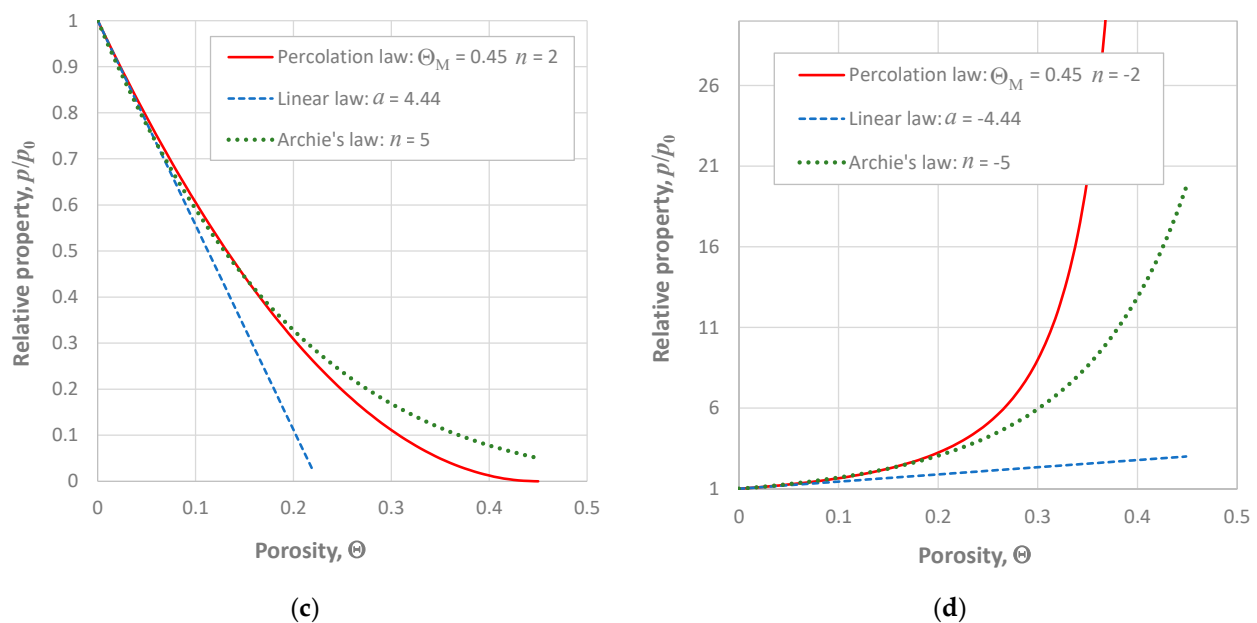 1
0.9
0.8
0.7
0.6
0.5
0.4
0.3
0.2
0.1
0
Relative property, p/p₀
Percolation law: Θ_M = 0.45 n = 2
Linear law: a = 4.44
Archie's law: n = 5
0 0.1 0.2 0.3 0.4 0.5
Porosity, Θ
(c)
26
21
16
11
6
1
Relative property, p/p₀
Percolation law: Θ_M = 0.45 n = -2
Linear law: a = -4.44
Archie's law: n = -5
0 0.1 0.2 0.3 0.4 0.5
Porosity, Θ
(d)